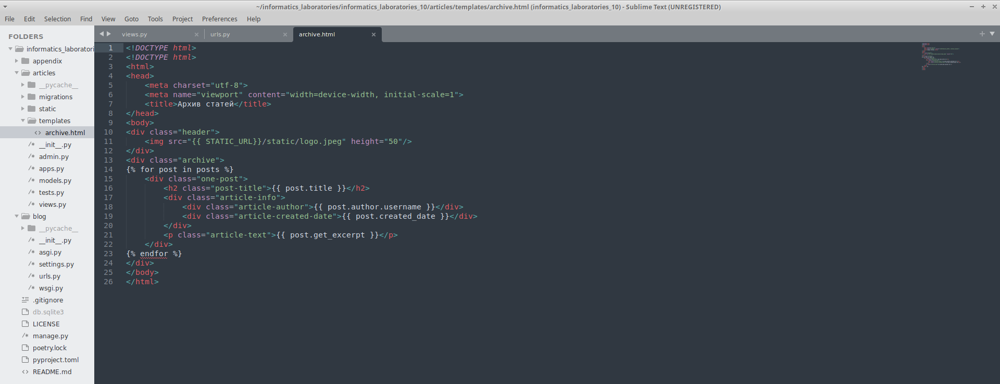 ~/informatics_laboratories/informatics_laboratories_10/articles/templates/archive.html (informatics_laboratories_10) - Sublime Text (UNREGISTERED)
File Edit Selection Find View Goto Tools Project Preferences Help
FOLDERS
informatics_laboratori
appendix
articles
__pycache__
migrations
static
templates
<> archive.html
/* __init__.py
/* admin.py
/* apps.py
/* models.py
/* tests.py
/* views.py
blog
__pycache__
/* __init__.py
/* asgi.py
/* settings.py
/* urls.py
/* wsgi.py
.gitignore
db.sqlite3
LICENSE
/* manage.py
poetry.lock
pyproject.toml
<> README.md
views.py × urls.py × archive.html ×
1 <!DOCTYPE html>
2 <!DOCTYPE html>
3 <html>
4 <head>
5     <meta charset="utf-8">
6     <meta name="viewport" content="width=device-width, initial-scale=1">
7     <title>Архив статей</title>
8 </head>
9 <body>
10 <div class="header">
11     <img src="{{ STATIC_URL}}/static/logo.jpeg" height="50"/>
12 </div>
13 <div class="archive">
14 {% for post in posts %}
15     <div class="one-post">
16         <h2 class="post-title">{{ post.title }}</h2>
17         <div class="article-info">
18             <div class="article-author">{{ post.author.username }}</div>
19             <div class="article-created-date">{{ post.created_date }}</div>
20         </div>
21         <p class="article-text">{{ post.get_excerpt }}</p>
22     </div>
23 {% endfor %}
24 </div>
25 </body>
26 </html>